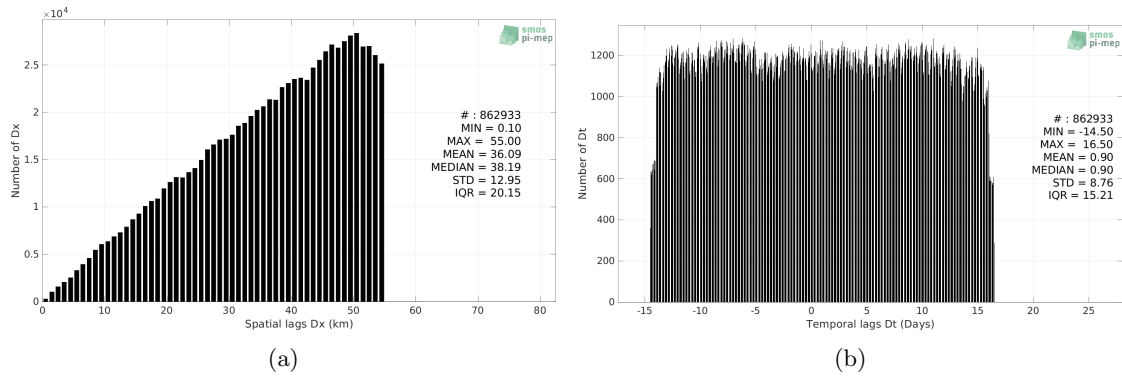 ×10⁴
2.5
2
1.5
1
0.5
0
Number of Dx
0 10 20 30 40 50 60 70 80
Spatial lags Dx (km)
smos
pi-mep
# : 862933
MIN = 0.10
MAX = 55.00
MEAN = 36.09
MEDIAN = 38.19
STD = 12.95
IQR = 20.15
(a)
1200
1000
800
600
400
200
0
Number of Dt
-15 -10 -5 0 5 10 15 20 25
Temporal lags Dt (Days)
smos
pi-mep
# : 862933
MIN = -14.50
MAX = 16.50
MEAN = 0.90
MEDIAN = 0.90
STD = 8.76
IQR = 15.21
(b)